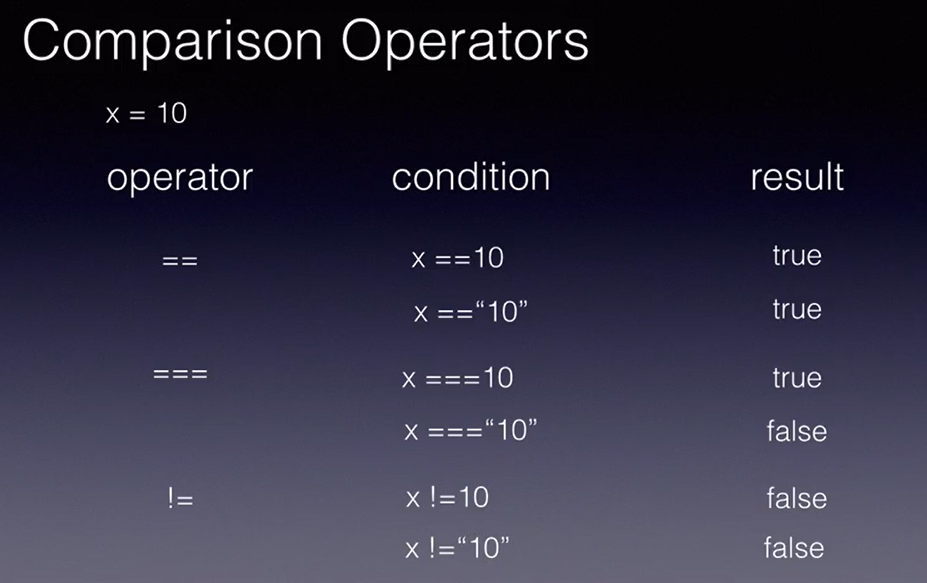 Comparison Operators
x = 10
operator condition result
== x ==10 true
x ==“10” true
=== x ===10 true
x ===“10” false
!= x !=10 false
x !=“10” false